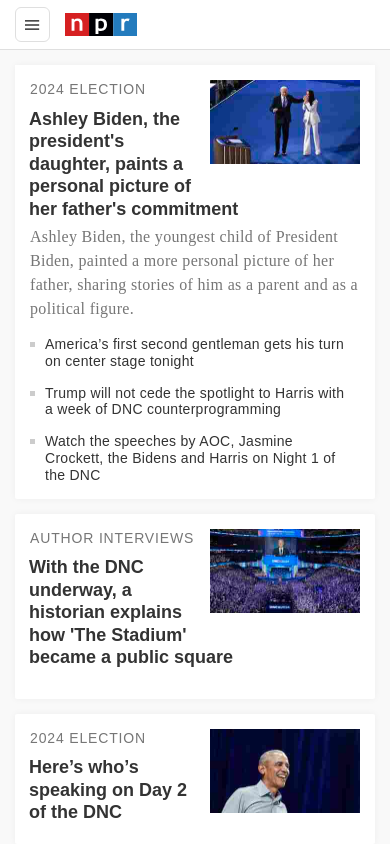 npr
2024 ELECTION
Ashley Biden, the
president's
daughter, paints a
personal picture of
her father's commitment
Ashley Biden, the youngest child of President
Biden, painted a more personal picture of her
father, sharing stories of him as a parent and as a
political figure.
America’s first second gentleman gets his turn
on center stage tonight
Trump will not cede the spotlight to Harris with
a week of DNC counterprogramming
Watch the speeches by AOC, Jasmine
Crockett, the Bidens and Harris on Night 1 of
the DNC
AUTHOR INTERVIEWS
With the DNC
underway, a
historian explains
how 'The Stadium'
became a public square
2024 ELECTION
Here’s who’s
speaking on Day 2
of the DNC